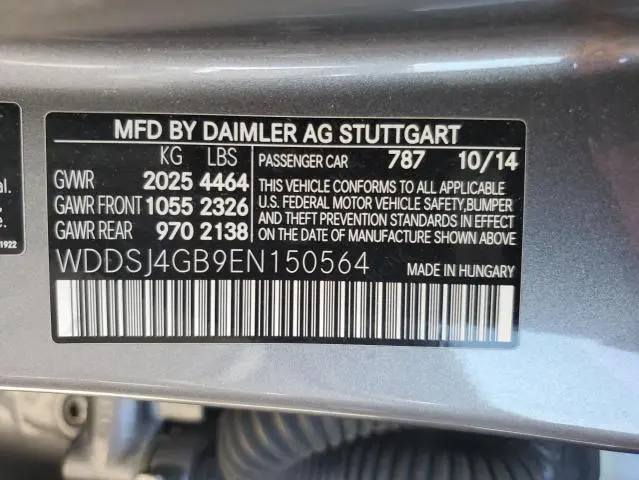 MFD BY DAIMLER AG STUTTGART
KG LBS
GVWR 2025 4464
GAWR FRONT 1055 2326
GAWR REAR 970 2138
PASSENGER CAR 787 10/14
THIS VEHICLE CONFORMS TO ALL APPLICABLE
U.S. FEDERAL MOTOR VEHICLE SAFETY,BUMPER
AND THEFT PREVENTION STANDARDS IN EFFECT
ON THE DATE OF MANUFACTURE SHOWN ABOVE.
WDDSJ4GB9EN150564 MADE IN HUNGARY
1922